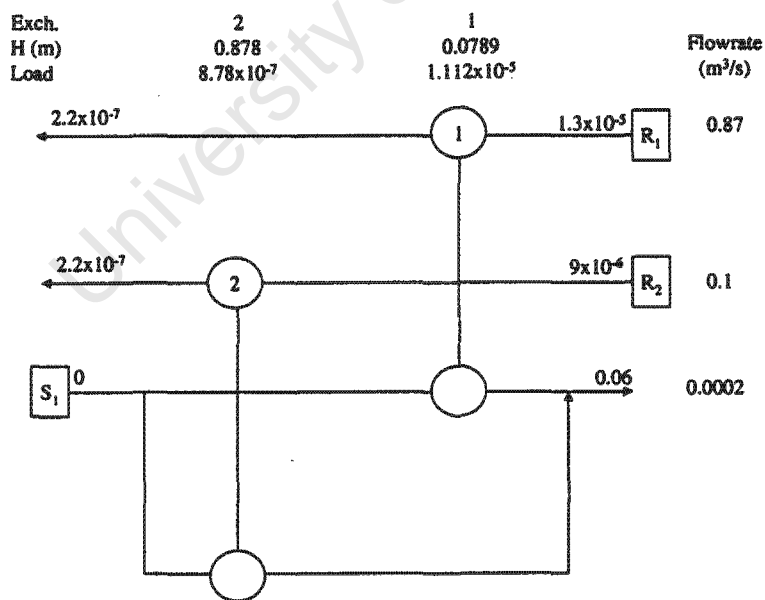 Exch. 2 1
H (m) 0.878 0.0789 Flowrate
Load 8.78x10⁻⁷ 1.112x10⁻⁵ (m³/s)
2.2x10⁻⁷ 1 1.3x10⁻⁵ R₁ 0.87
2.2x10⁻⁷ 2 9x10⁻⁶ R₂ 0.1
S₁ 0 0.06 0.0002
University